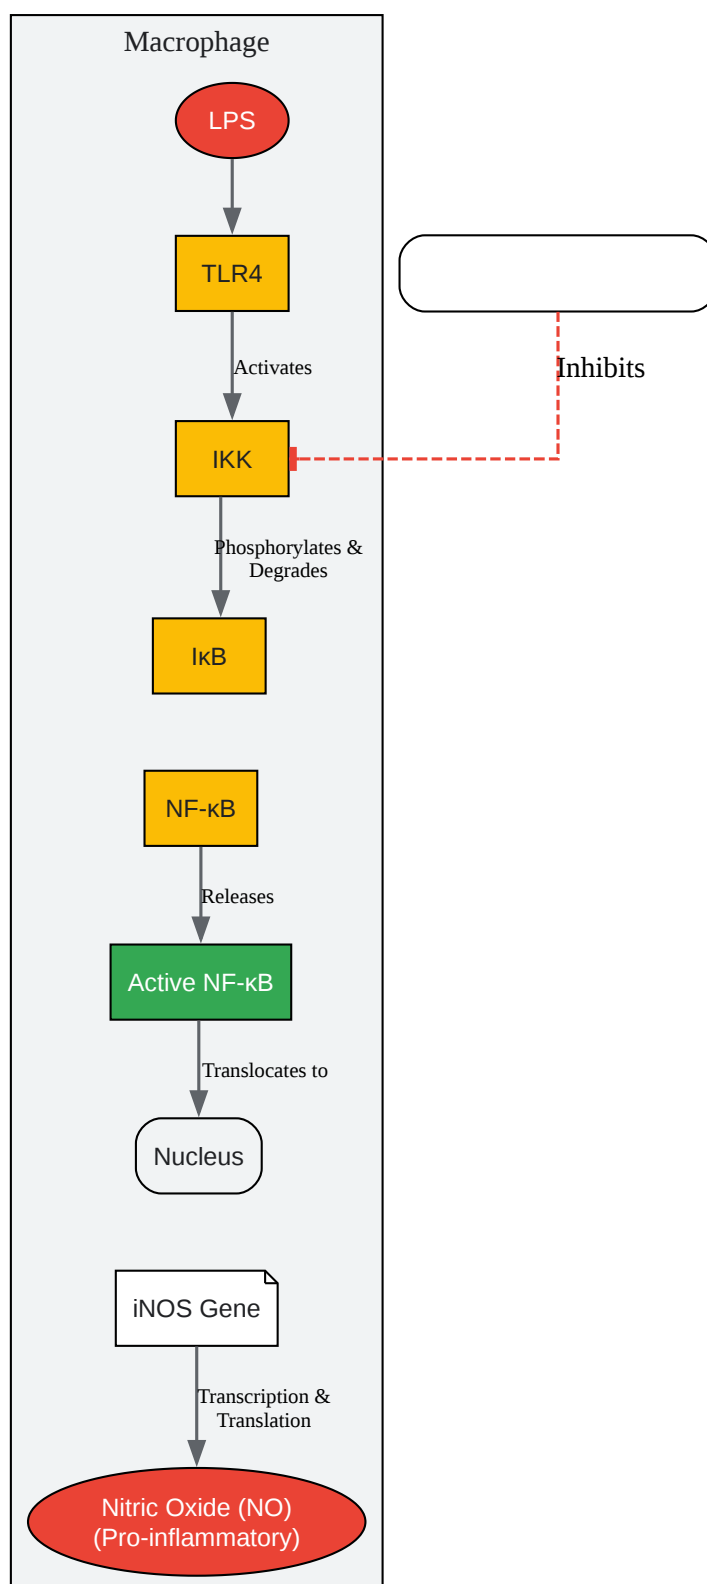 Macrophage
LPS
TLR4
Activates
Inhibits
IKK
Phosphorylates &
Degrades
IκB
NF-κB
Releases
Active NF-κB
Translocates to
Nucleus
iNOS Gene
Transcription &
Translation
Nitric Oxide (NO)
(Pro-inflammatory)